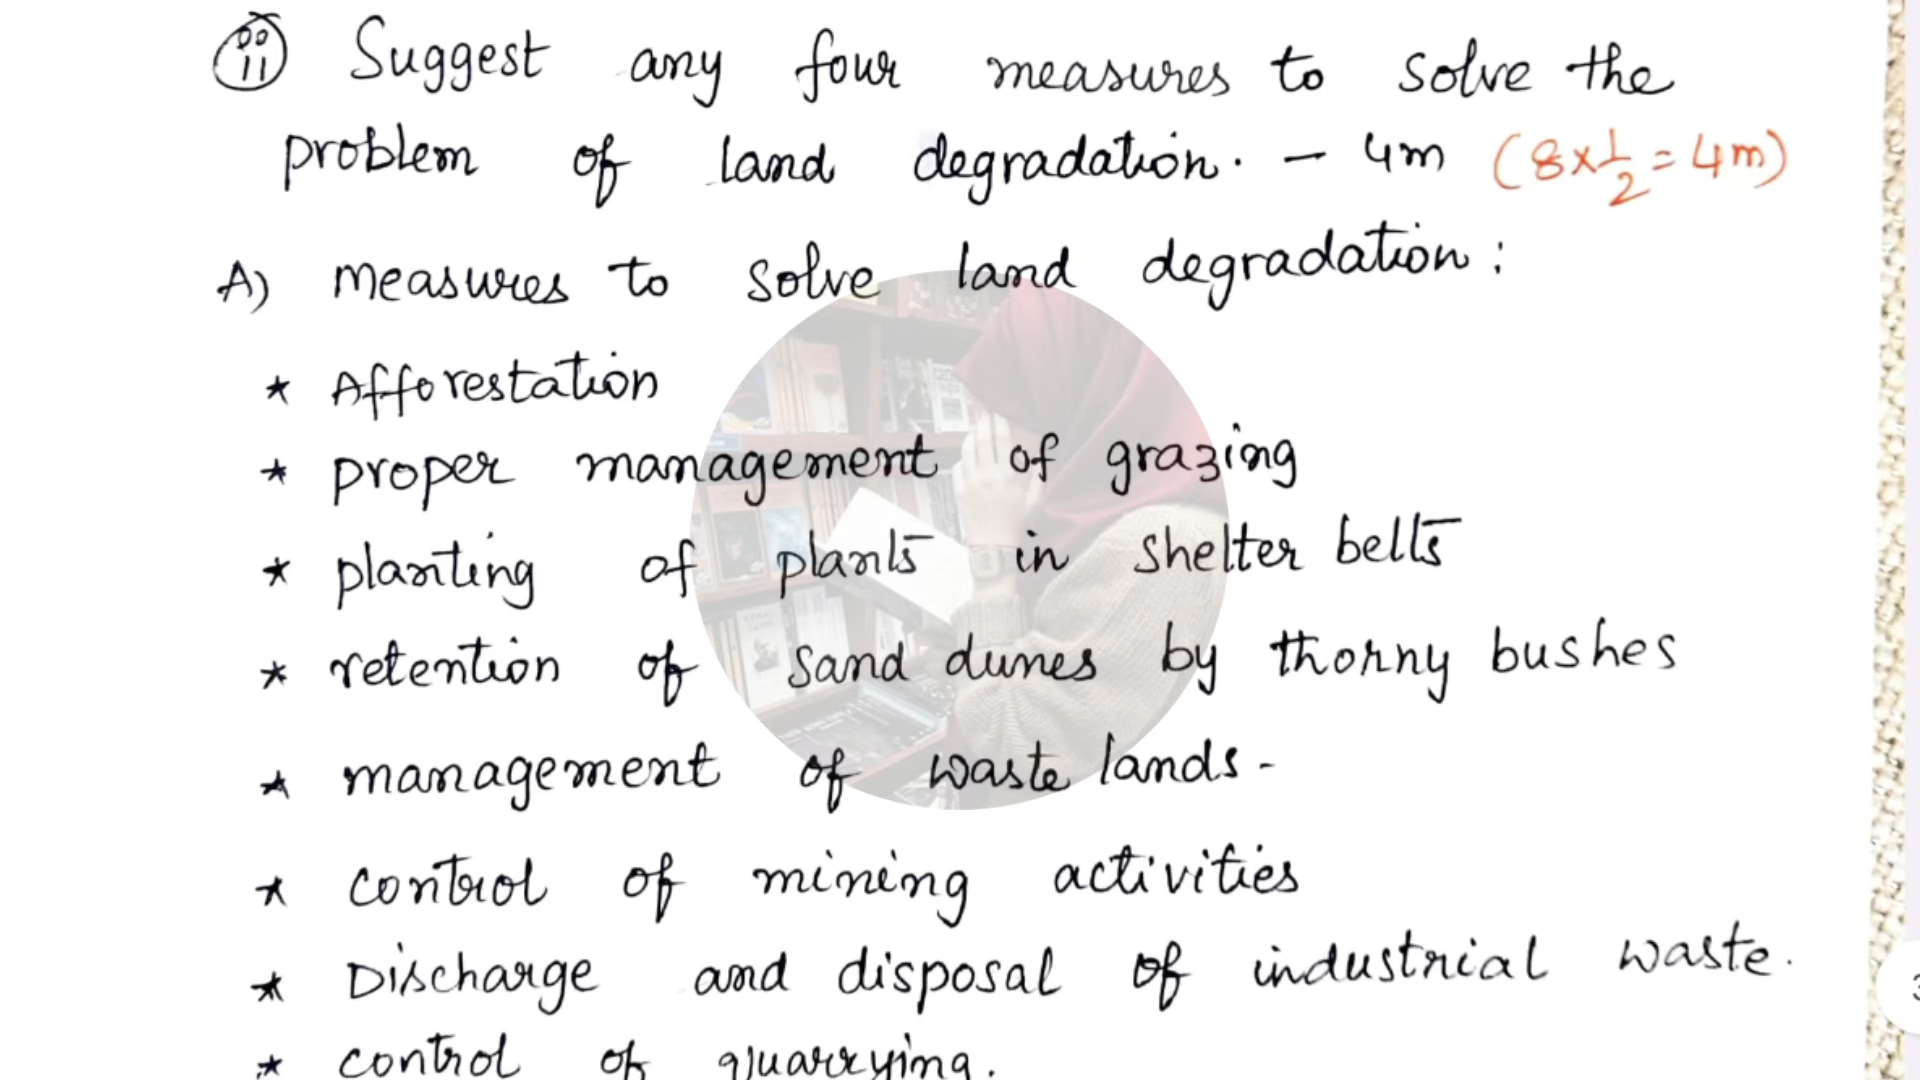 ii Suggest any four measures to solve the
problem of land degradation. - 4m (8x1/2=4m)
A) measures to solve land degradation:
* Afforestation
* proper management of grazing
* planting of plants in shelter belts
* retention of sand dunes by thorny bushes
* management of waste lands -
* control of mining activities
* Discharge and disposal of industrial waste.
* control of quarrying.